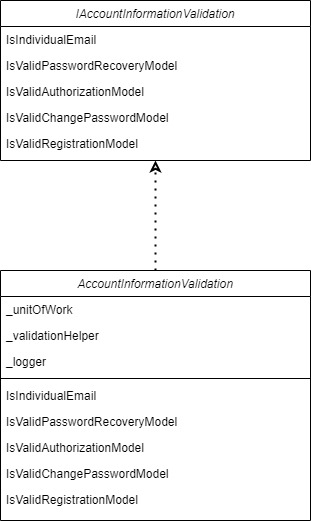 IAccountInformationValidation
IsIndividualEmail
IsValidPasswordRecoveryModel
IsValidAuthorizationModel
IsValidChangePasswordModel
IsValidRegistrationModel
AccountInformationValidation
_unitOfWork
_validationHelper
_logger
IsIndividualEmail
IsValidPasswordRecoveryModel
IsValidAuthorizationModel
IsValidChangePasswordModel
IsValidRegistrationModel